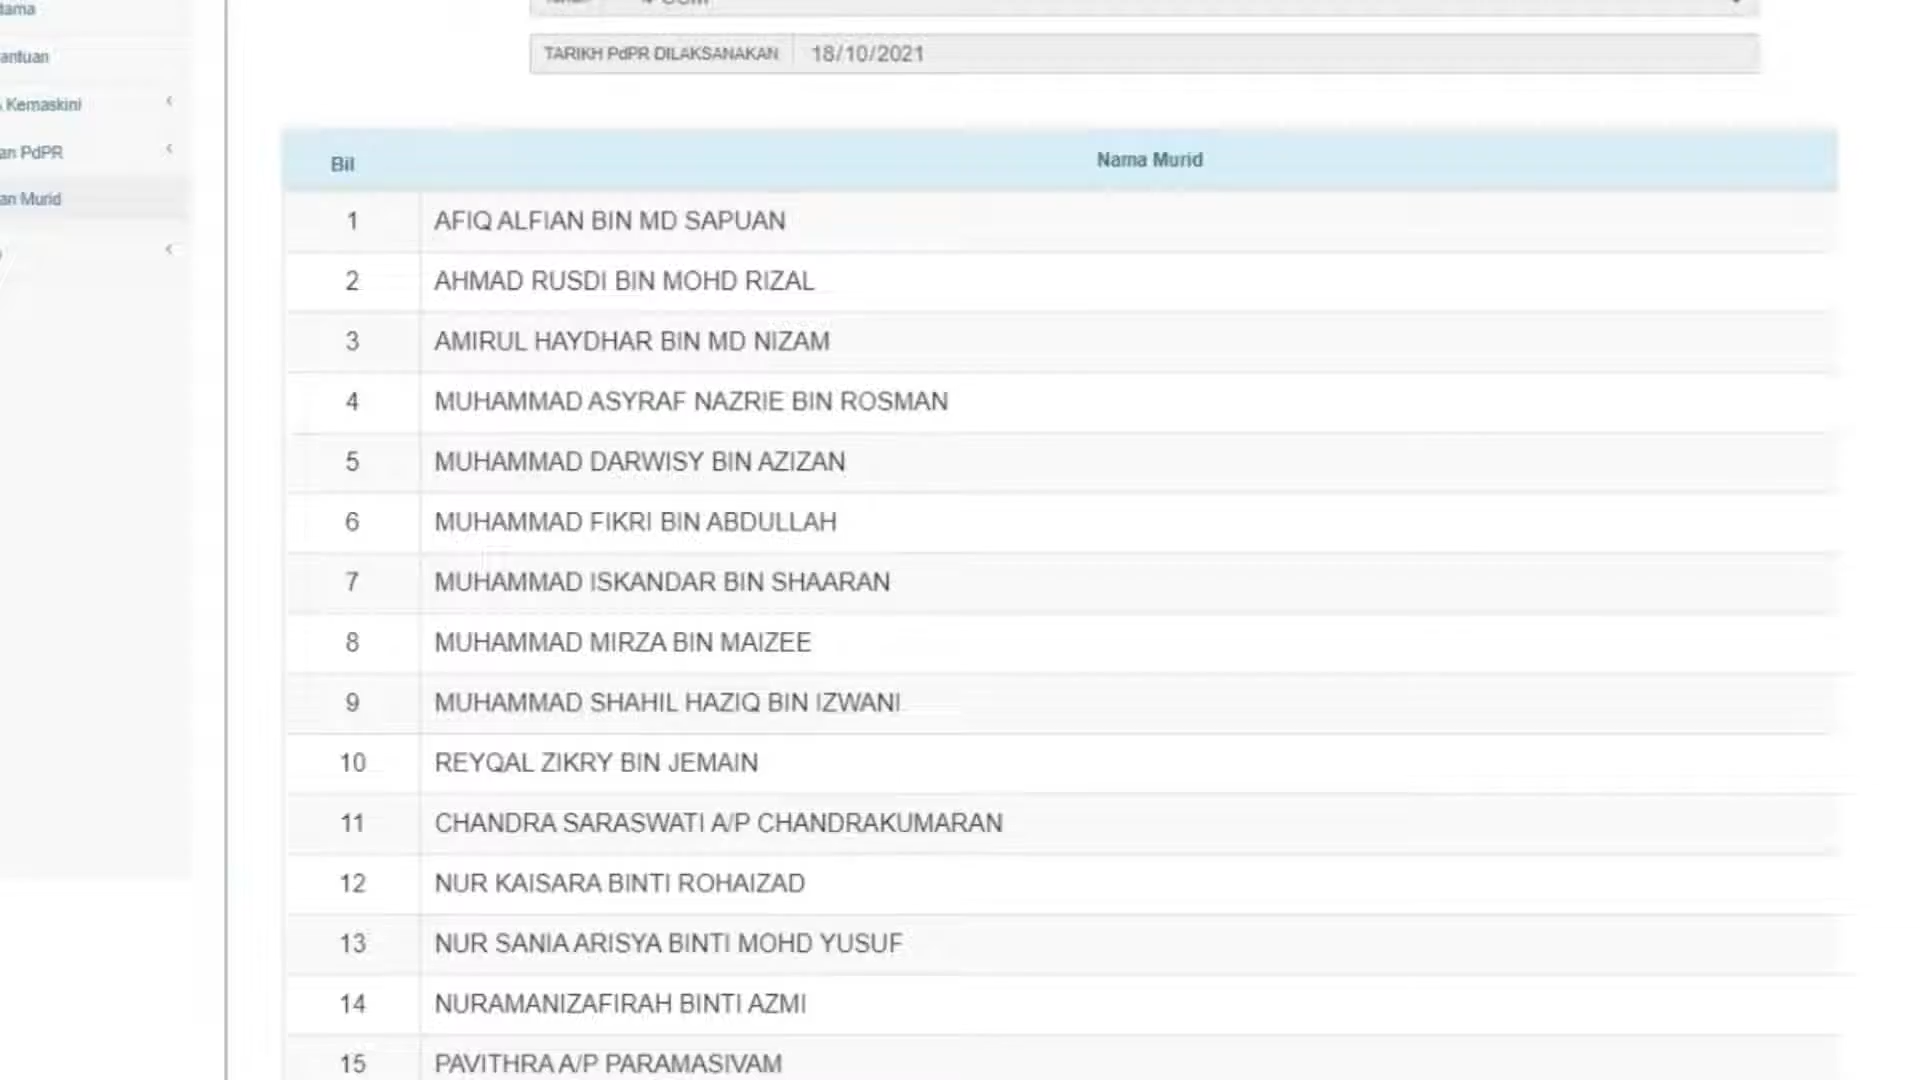 TARIKH PdPR DILAKSANAKAN 18/10/2021
antuan
Kemaskini
an PdPR
an Murid
Bil Nama Murid
1 AFIQ ALFIAN BIN MD SAPUAN
2 AHMAD RUSDI BIN MOHD RIZAL
3 AMIRUL HAYDHAR BIN MD NIZAM
4 MUHAMMAD ASYRAF NAZRIE BIN ROSMAN
5 MUHAMMAD DARWISY BIN AZIZAN
6 MUHAMMAD FIKRI BIN ABDULLAH
7 MUHAMMAD ISKANDAR BIN SHAARAN
8 MUHAMMAD MIRZA BIN MAIZEE
9 MUHAMMAD SHAHIL HAZIQ BIN IZWANI
10 REYQAL ZIKRY BIN JEMAIN
11 CHANDRA SARASWATI A/P CHANDRAKUMARAN
12 NUR KAISARA BINTI ROHAIZAD
13 NUR SANIA ARISYA BINTI MOHD YUSUF
14 NURAMANIZAFIRAH BINTI AZMI
15 PAVITHRA A/P PARAMASIVAM